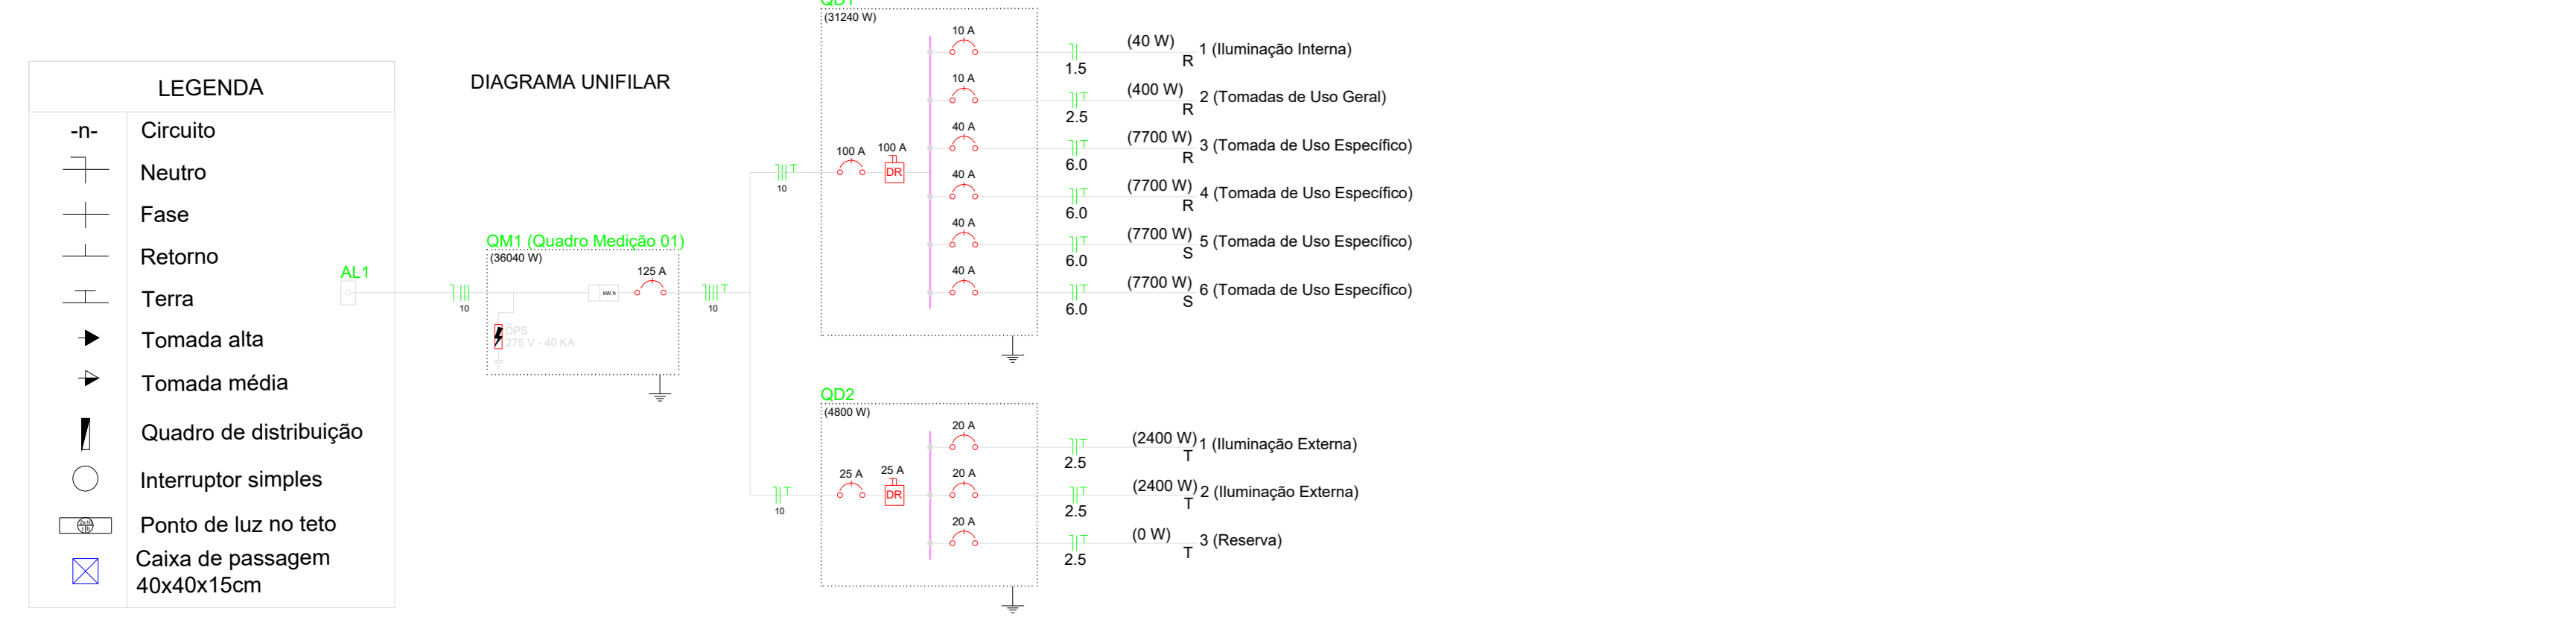 LEGENDA
-n- Circuito
Neutro
Fase
Retorno
Terra
Tomada alta
Tomada média
Quadro de distribuição
Interruptor simples
Ponto de luz no teto
Caixa de passagem
40x40x15cm
DIAGRAMA UNIFILAR
AL1
10
QM1 (Quadro Medição 01)
(36040 W)
kW.h
125 A
DPS
275 V - 40 KA
10
10
QD1
(31240 W)
100 A
100 A
DR
10 A
1.5
(40 W)
R
1 (Iluminação Interna)
10 A
2.5
(400 W)
R
2 (Tomadas de Uso Geral)
40 A
6.0
(7700 W)
R
3 (Tomada de Uso Específico)
40 A
6.0
(7700 W)
R
4 (Tomada de Uso Específico)
40 A
6.0
(7700 W)
S
5 (Tomada de Uso Específico)
40 A
6.0
(7700 W)
S
6 (Tomada de Uso Específico)
10
QD2
(4800 W)
25 A
25 A
DR
20 A
2.5
(2400 W)
T
1 (Iluminação Externa)
20 A
2.5
(2400 W)
T
2 (Iluminação Externa)
20 A
2.5
(0 W)
T
3 (Reserva)